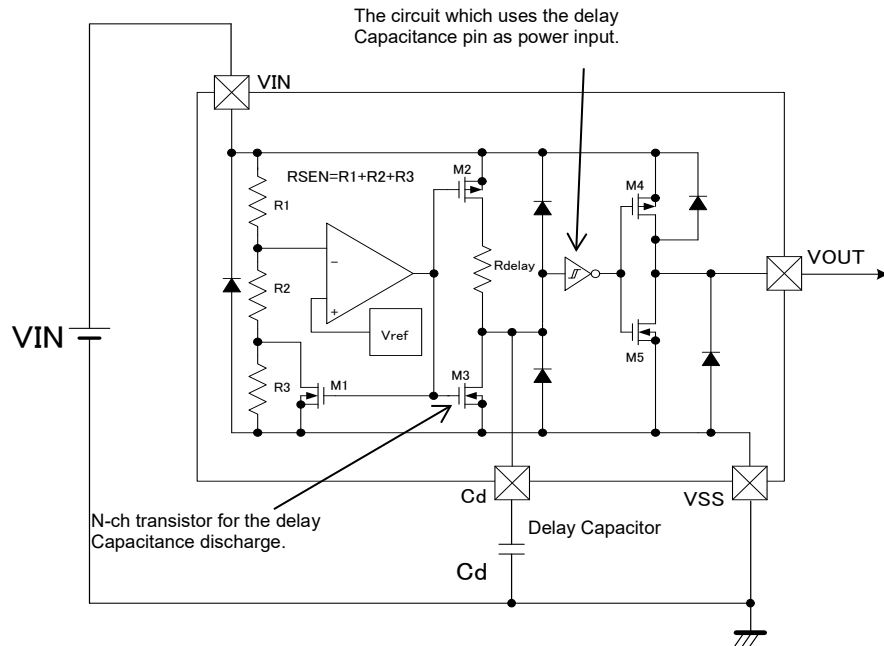 The circuit which uses the delay
Capacitance pin as power input.
VIN
RSEN=R1+R2+R3
M2
M4
R1
−
Rdelay
VOUT
R2
+
Vref
VIN
M5
R3
M1
M3
Cd
VSS
N-ch transistor for the delay
Capacitance discharge.
Delay Capacitor
Cd